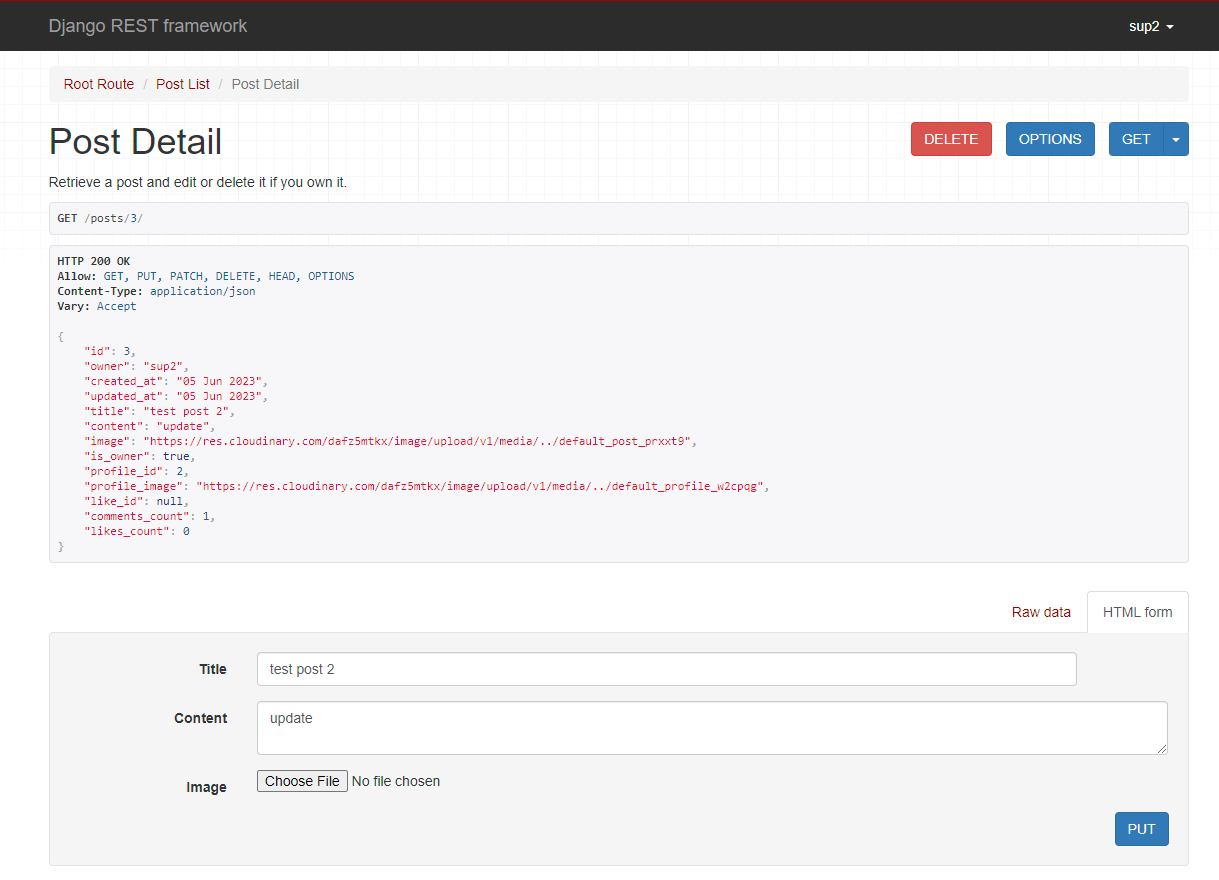 Django REST framework
sup2
Root Route / Post List / Post Detail
Post Detail
DELETE
OPTIONS
GET
Retrieve a post and edit or delete it if you own it.
GET /posts/3/
HTTP 200 OK
Allow: GET, PUT, PATCH, DELETE, HEAD, OPTIONS
Content-Type: application/json
Vary: Accept
{
    "id": 3,
    "owner": "sup2",
    "created_at": "05 Jun 2023",
    "updated_at": "05 Jun 2023",
    "title": "test post 2",
    "content": "update",
    "image": "https://res.cloudinary.com/dafz5mtkx/image/upload/v1/media/../default_post_prxxt9",
    "is_owner": true,
    "profile_id": 2,
    "profile_image": "https://res.cloudinary.com/dafz5mtkx/image/upload/v1/media/../default_profile_w2cpqg",
    "like_id": null,
    "comments_count": 1,
    "likes_count": 0
}
Raw data
HTML form
Title
test post 2
Content
update
Image
Choose File No file chosen
PUT